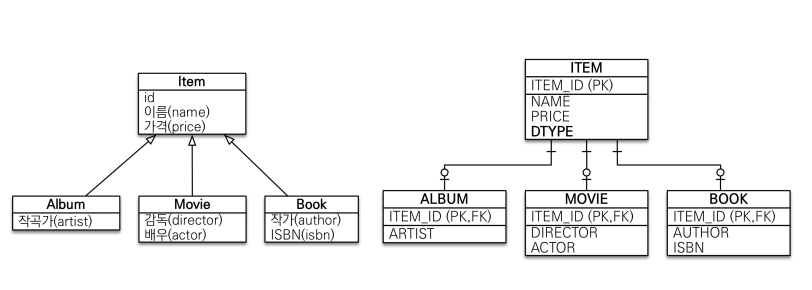 Item
id
이름(name)
가격(price)
Album
작곡가(artist)
Movie
감독(director)
배우(actor)
Book
작가(author)
ISBN(isbn)
ITEM
ITEM_ID (PK)
NAME
PRICE
DTYPE
ALBUM
ITEM_ID (PK,FK)
ARTIST
MOVIE
ITEM_ID (PK,FK)
DIRECTOR
ACTOR
BOOK
ITEM_ID (PK,FK)
AUTHOR
ISBN